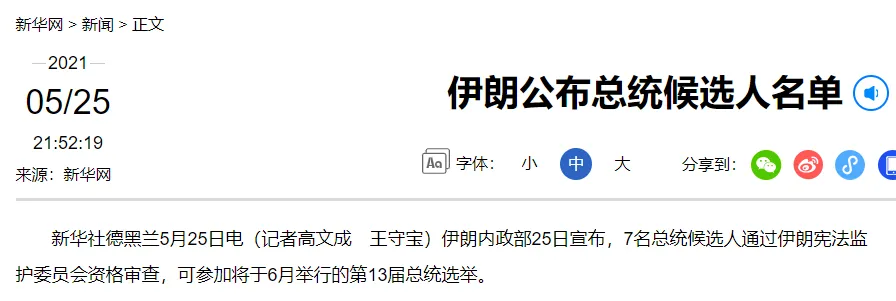 新华网 > 新闻 > 正文
2021
05/25
21:52:19
来源：新华网
伊朗公布总统候选人名单
Aa 字体： 小 中 大 分享到：
新华社德黑兰5月25日电（记者高文成　王守宝）伊朗内政部25日宣布，7名总统候选人通过伊朗宪法监
护委员会资格审查，可参加将于6月举行的第13届总统选举。